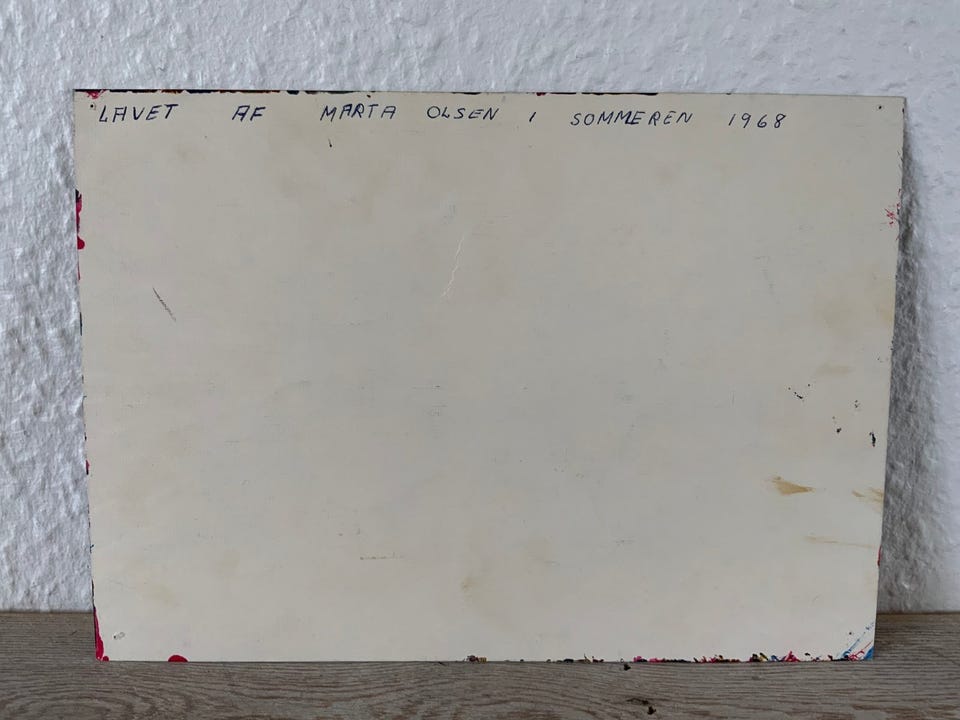 LAVET AF MARTA OLSEN I SOMMEREN 1968